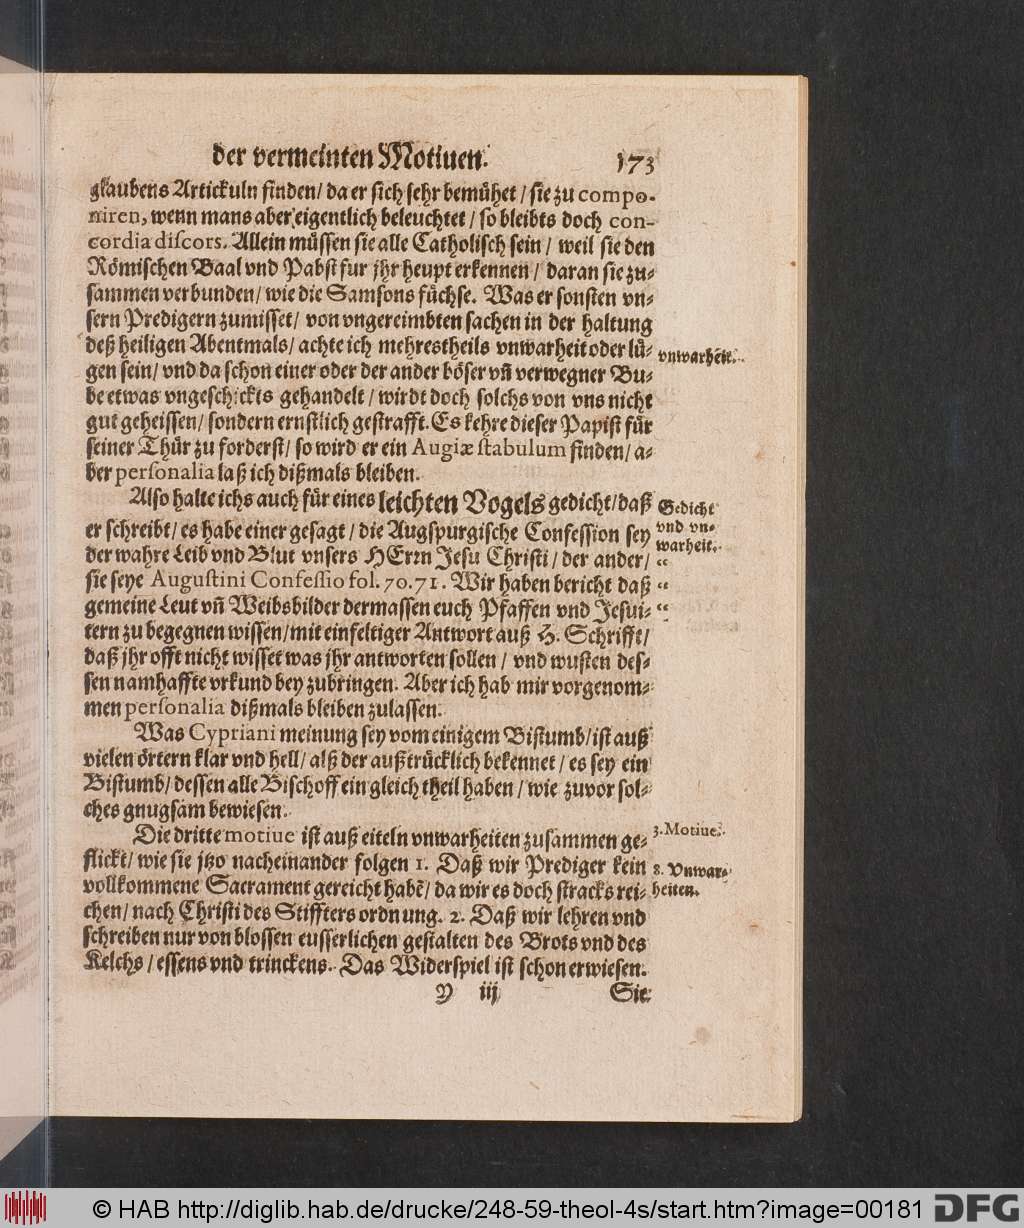 der vermeinten Motiuen. 173
glaubens Artickuln finden/ da er sich sehr bemühet / sie zu compo-
niren, wenn mans aber eigentlich beleuchtet / so bleibts doch con-
cordia discors. Allein müssen sie alle Catholisch sein / weil sie den
Römischen Baal vnd Pabst fur jhr heupt erkennen / daran sie zu-
sammen verbunden/ wie die Samsons füchse. Was er sonsten vn-
sern Predigern zumisset/ von vngereimbten sachen in der haltung
deß heiligen Abentmals/ achte ich mehrestheils vnwarheit oder lü-
vnwarheit.
gen sein/ vnd da schon einer oder der ander böser vñ verwegner Bu-
be etwas vngeschickts gehandelt / wirdt doch solchs von vns nicht
gut geheissen/ sondern ernstlich gestrafft. Es kehre dieser Papist für
seiner Thür zu forderst/ so wird er ein Augiæ stabulum finden/ a-
ber personalia laß ich dißmals bleiben.
Also halte ichs auch für eines leichten Vogels gedicht/ daß
Gedicht
er schreibt/ es habe einer gesagt / die Augspurgische Confession sey
vnd vn-
der wahre Leib vnd Blut vnsers HErrn Jesu Christi / der ander/
warheit.
“
sie seye Augustini Confessio fol. 70. 71. Wir haben bericht daß
“
gemeine Leut vñ Weibsbilder dermassen euch Pfaffen vnd Jesui-
“
tern zu begegnen wissen/ mit einfeltiger Antwort auß H. Schrifft/
daß jhr offt nicht wisset was jhr antworten sollen / vnd wusten des-
sen namhaffte vrkund bey zubringen. Aber ich hab mir vorgenom-
men personalia dißmals bleiben zulassen.
Was Cypriani meinung sey vom einigem Bistumb/ ist auß
vielen örtern klar vnd hell/ alß der außtrücklich bekennet / es sey ein
Bistumb/ dessen alle Bischoff ein gleich theil haben / wie zuvor sol-
ches gnugsam bewiesen.
Die dritte motiue ist auß eiteln vnwarheiten zusammen ge-
3. Motiue.
flickt/ wie sie jtzo nacheinander folgen 1. Daß wir Prediger kein
8. Vnwar-
vollkommene Sacrament gereicht habẽ/ da wir es doch stracks rei-
heiten.
chen/ nach Christi des Stiffters ordnung. 2. Daß wir lehren vnd
schreiben nur von blossen eusserlichen gestalten des Brots vnd des
Kelchs / essens vnd trinckens. Das Widerspiel ist schon erwiesen.
Y iij Sie
© HAB http://diglib.hab.de/drucke/248-59-theol-4s/start.htm?image=00181 DFG